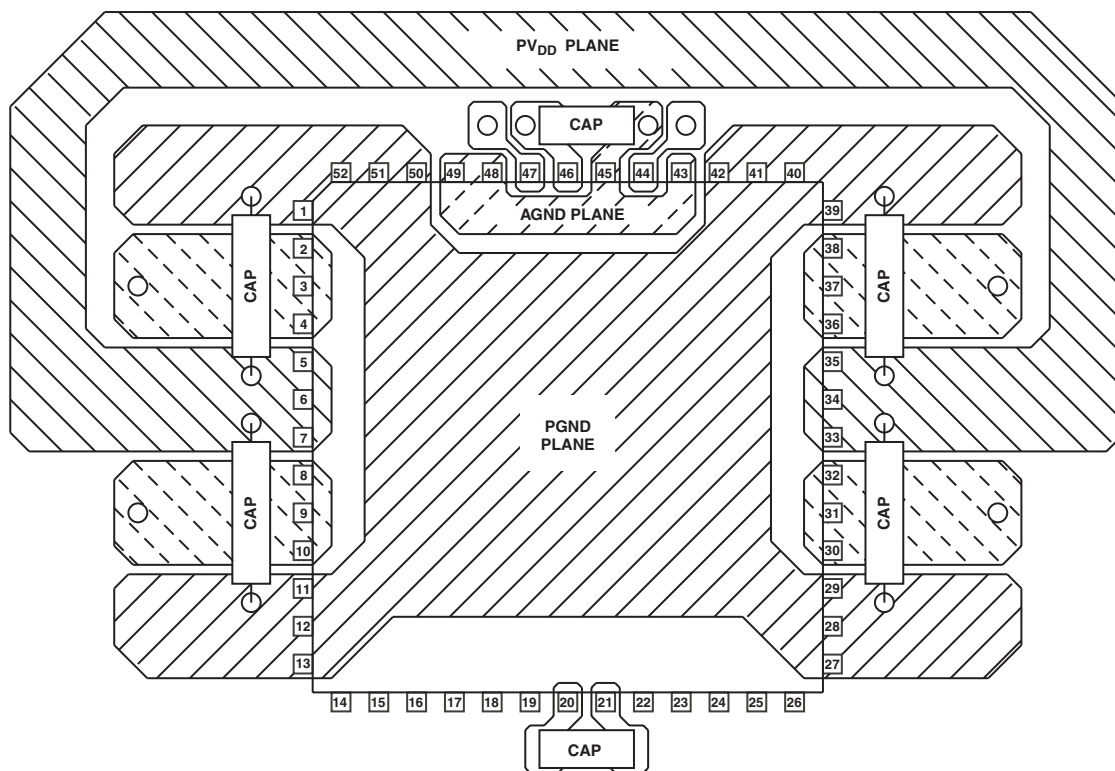 PVDD PLANE
CAP
52 51 50 49 48 47 46 45 44 43 42 41 40
AGND PLANE
1 39
2 38
CAP 3 37 CAP
4 36
5 35
6 34
PGND
PLANE
7 33
8 32
CAP 9 31 CAP
10 30
11 29
12 28
13 27
14 15 16 17 18 19 20 21 22 23 24 25 26
CAP